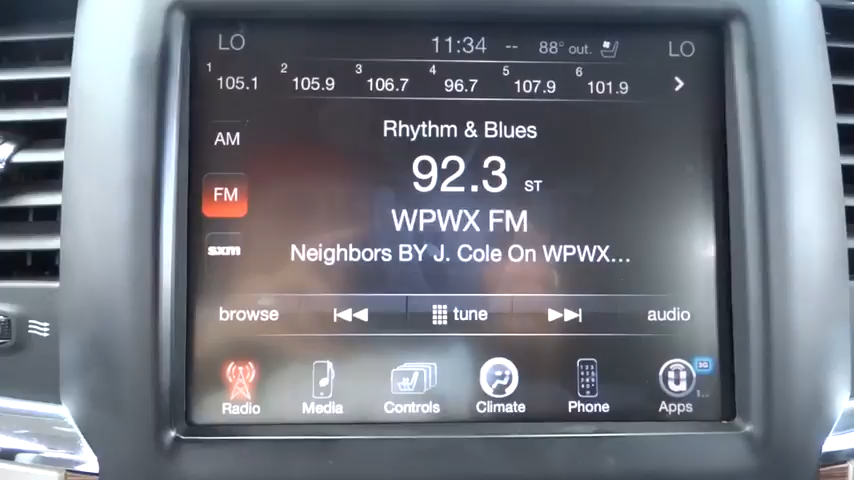 LO 11:34 -- 88° out. LO
1 105.1 2 105.9 3 106.7 4 96.7 5 107.9 6 101.9
AM
FM
sxm
Rhythm & Blues
92.3 ST
WPWX FM
Neighbors BY J. Cole On WPWX...
browse tune audio
Radio Media Controls Climate Phone Apps
3G
1...